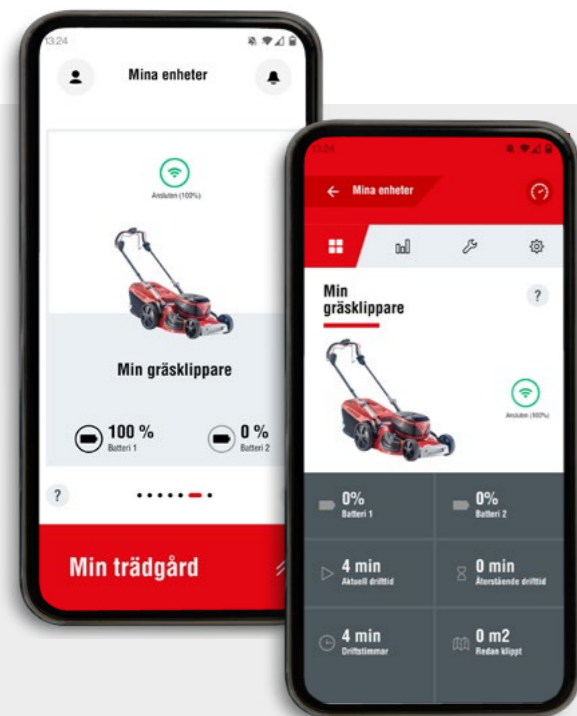 13.24
Mina enheter
Ansluten (100%)
Min gräsklippare
100 %
Batteri 1
0 %
Batteri 2
?
Min trädgård
13.24
Mina enheter
Min
gräsklippare
?
Ansluten (100%)
0%
Batteri 1
0%
Batteri 2
4 min
Aktuell drifttid
0 min
Återstående drifttid
4 min
Driftstimmar
0 m2
Redan klippt